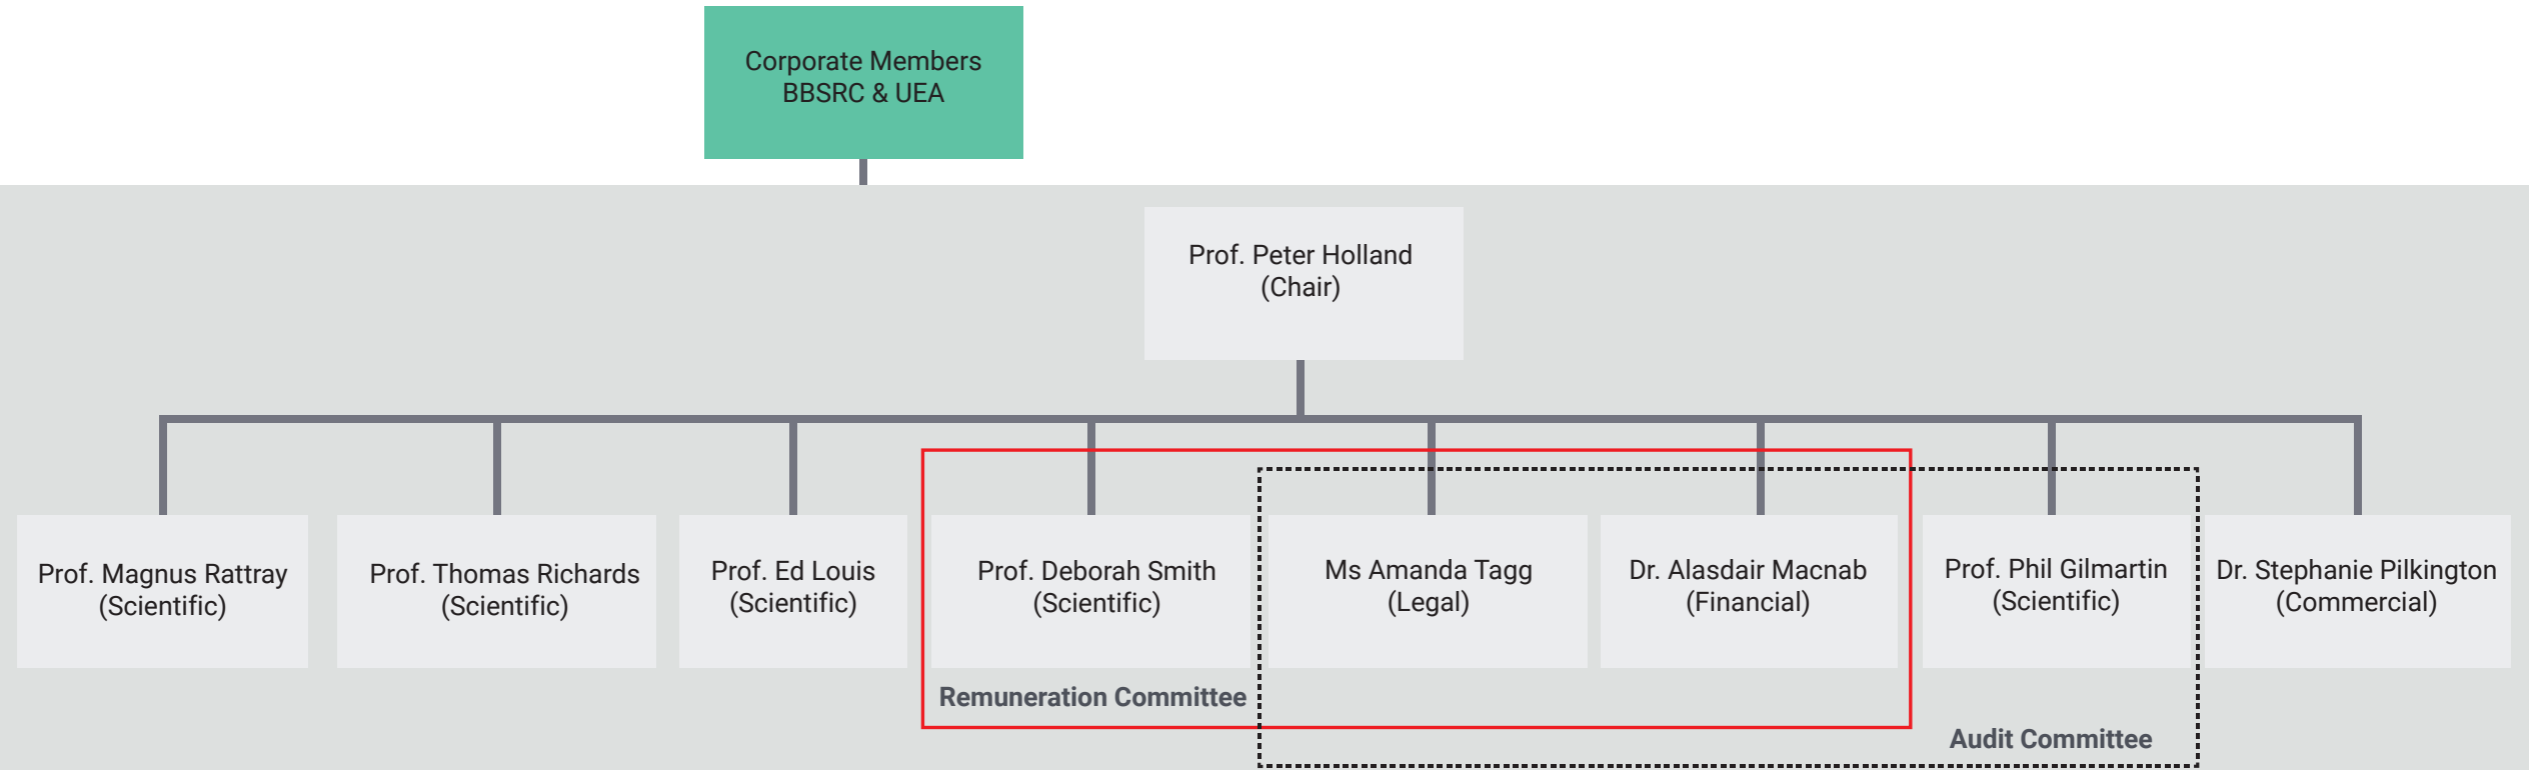 Corporate Members
BBSRC & UEA
Prof. Peter Holland
(Chair)
Prof. Magnus Rattray
(Scientific)
Prof. Thomas Richards
(Scientific)
Prof. Ed Louis
(Scientific)
Prof. Deborah Smith
(Scientific)
Ms Amanda Tagg
(Legal)
Dr. Alasdair Macnab
(Financial)
Prof. Phil Gilmartin
(Scientific)
Dr. Stephanie Pilkington
(Commercial)
Remuneration Committee
Audit Committee